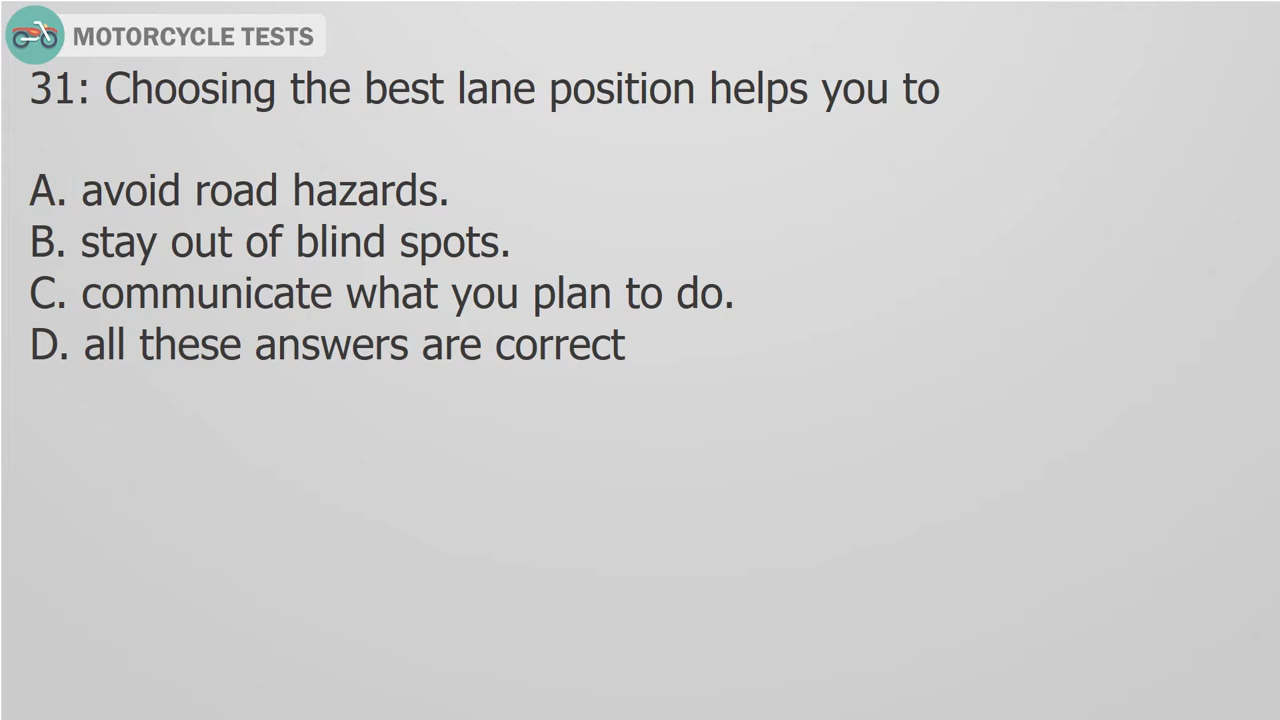 MOTORCYCLE TESTS
31: Choosing the best lane position helps you to
A. avoid road hazards.
B. stay out of blind spots.
C. communicate what you plan to do.
D. all these answers are correct